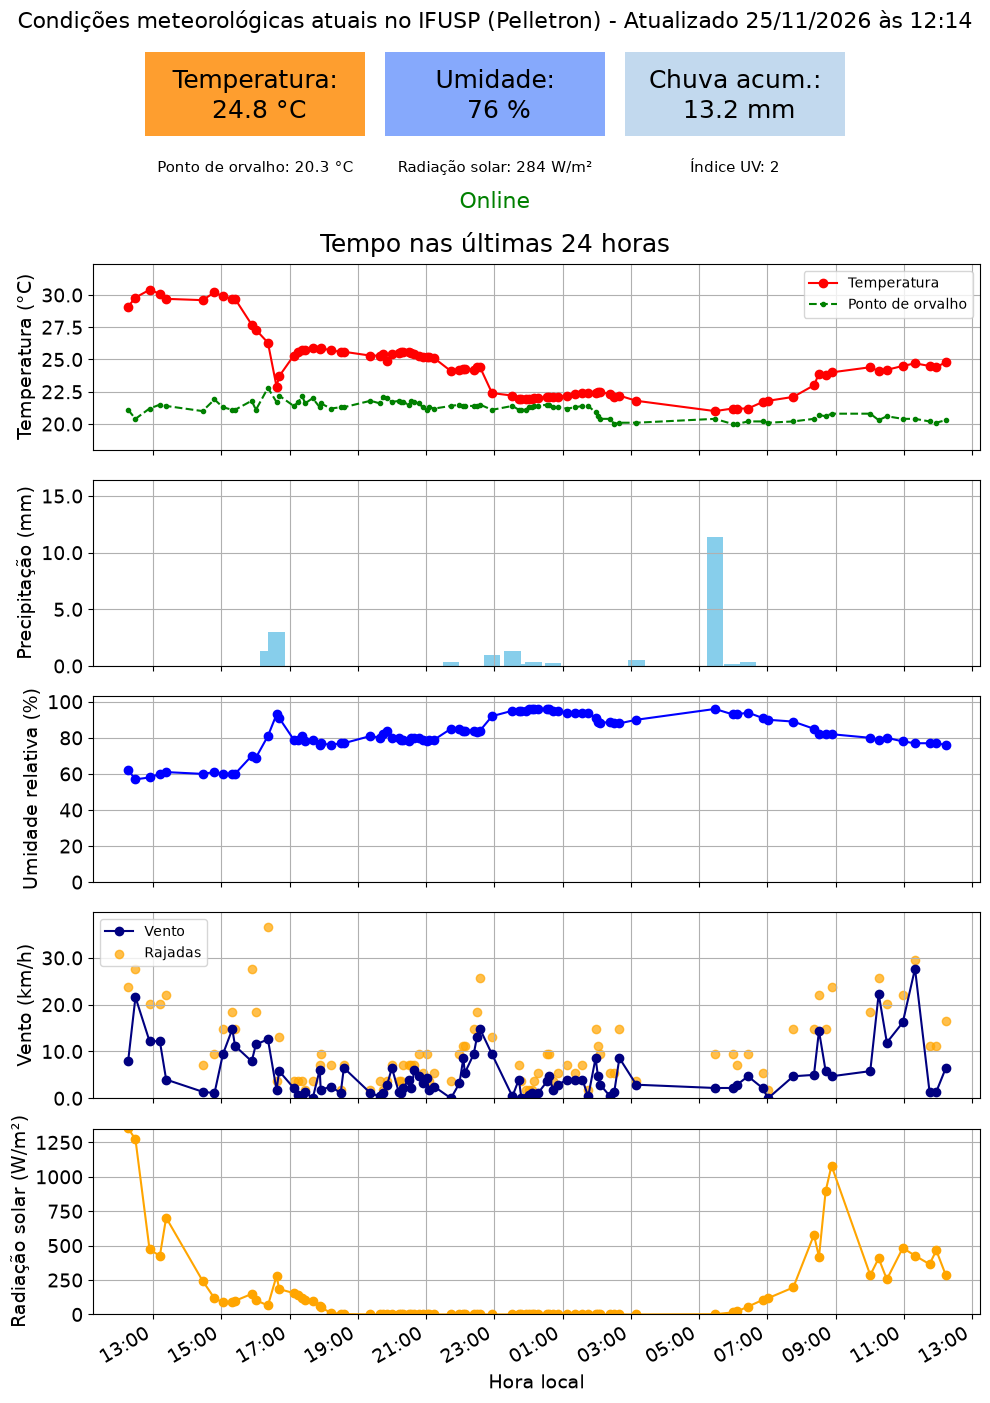 Condições meteorológicas atuais no IFUSP (Pelletron) - Atualizado 25/11/2026 às 12:14
Temperatura:
24.8 °C
Umidade:
76 %
Chuva acum.:
13.2 mm
Ponto de orvalho: 20.3 °C
Radiação solar: 284 W/m²
Índice UV: 2
Online
Tempo nas últimas 24 horas
Temperatura (°C)
30.0
27.5
25.0
22.5
20.0
Temperatura
Ponto de orvalho
Precipitação (mm)
15.0
10.0
5.0
0.0
Umidade relativa (%)
100
80
60
40
20
0
Vento (km/h)
30.0
20.0
10.0
0.0
Vento
Rajadas
Radiação solar (W/m²)
1250
1000
750
500
250
0
13:00
15:00
17:00
19:00
21:00
23:00
01:00
03:00
05:00
07:00
09:00
11:00
13:00
Hora local